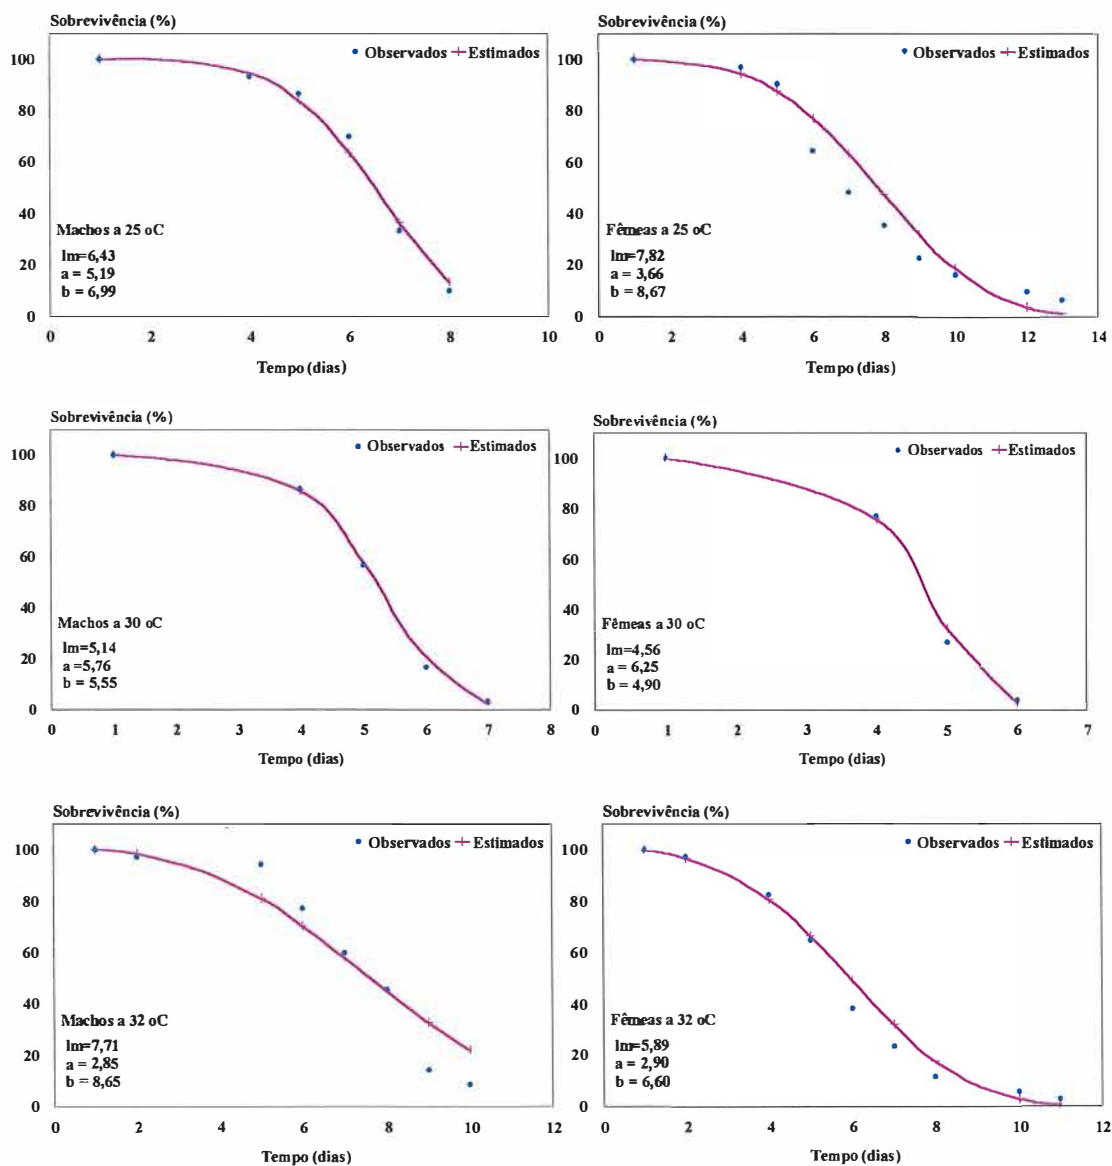 Sobrevivência (%)
Observados Estimados
100
80
60
40
20
0
Machos a 25 oC
lm=6,43
a = 5,19
b = 6,99
0 2 4 6 8 10
Tempo (dias)
Sobrevivência (%)
Observados Estimados
100
80
60
40
20
0
Fêmeas a 25 oC
lm=7,82
a = 3,66
b = 8,67
0 2 4 6 8 10 12 14
Tempo (dias)
Sobrevivência (%)
Observados Estimados
100
80
60
40
20
0
Machos a 30 oC
lm=5,14
a =5,76
b = 5,55
0 1 2 3 4 5 6 7 8
Tempo (dias)
Sobrevivência (%)
Observados Estimados
100
80
60
40
20
0
Fêmeas a 30 oC
lm=4,56
a = 6,25
b = 4,90
0 1 2 3 4 5 6 7
Tempo (dias)
Sobrevivência (%)
Observados Estimados
100
80
60
40
20
0
Machos a 32 oC
lm=7,71
a = 2,85
b = 8,65
0 2 4 6 8 10 12
Tempo (dias)
Sobrevivência (%)
Observados Estimados
100
80
60
40
20
0
Fêmeas a 32 oC
lm=5,89
a = 2,90
b = 6,60
0 2 4 6 8 10 12
Tempo (dias)